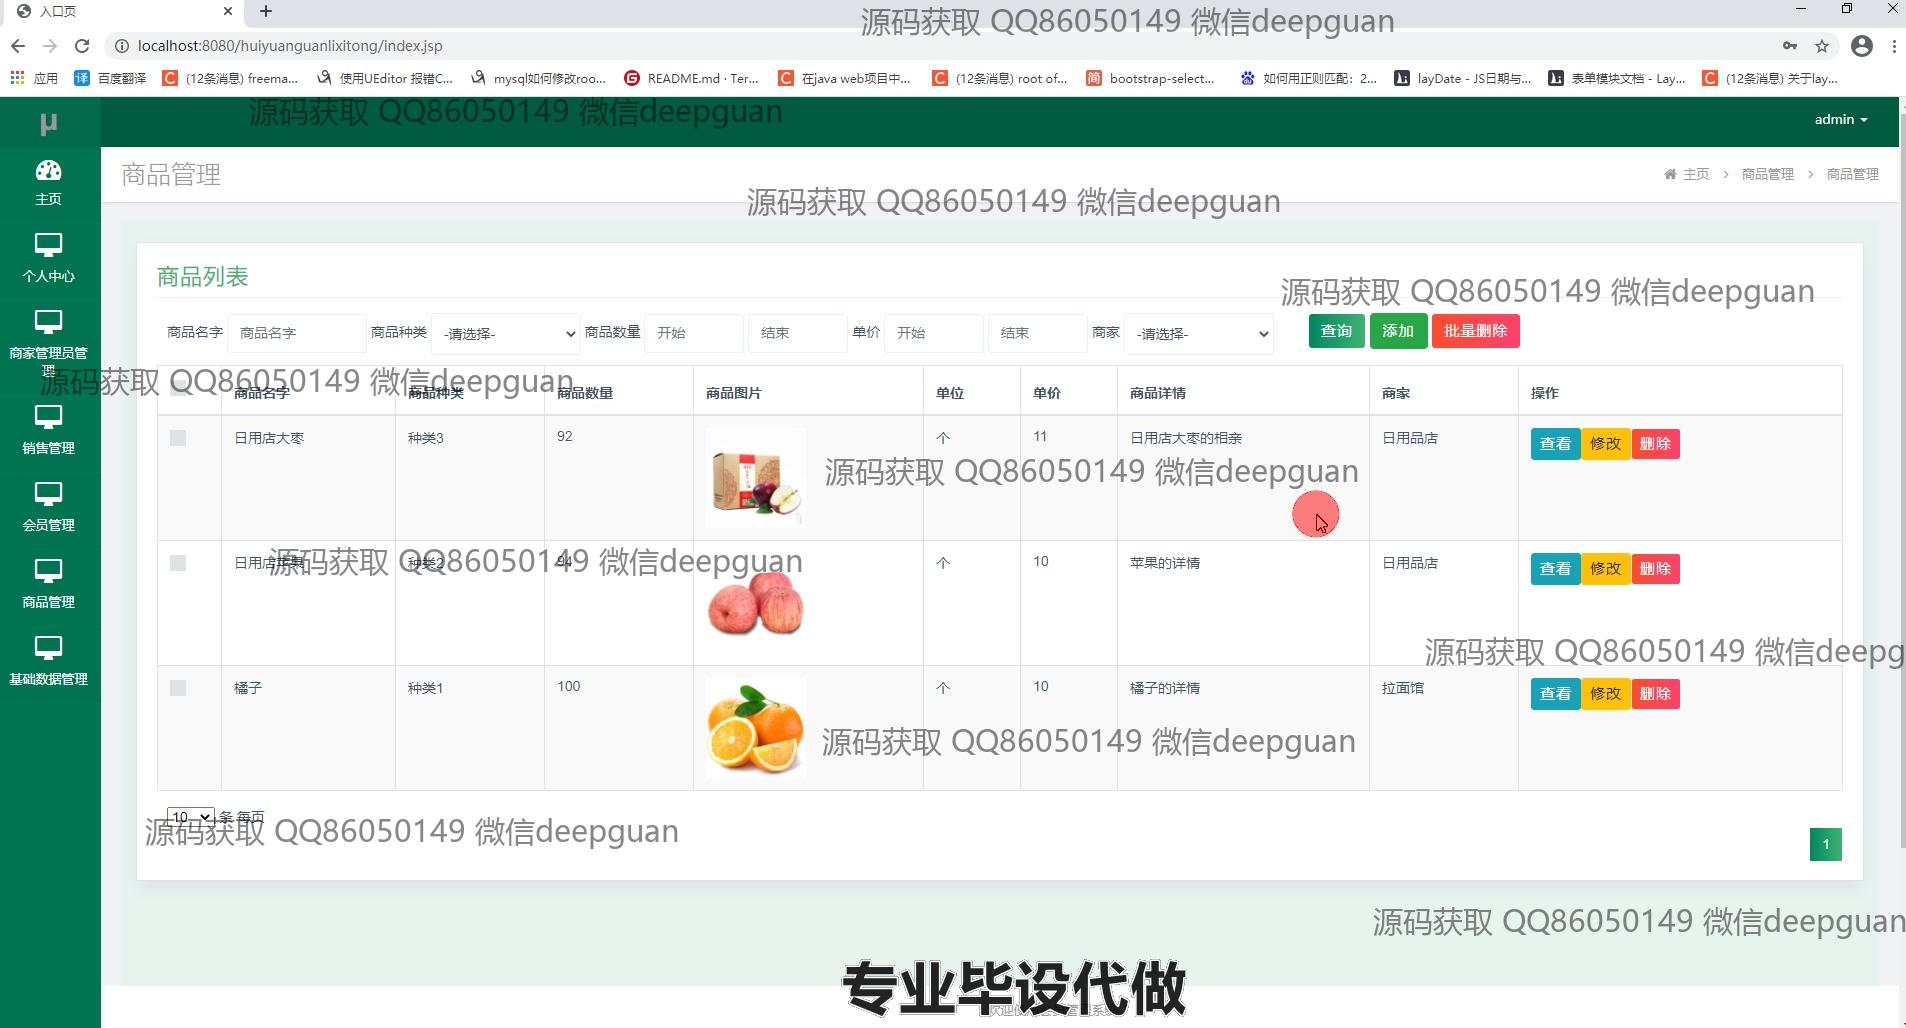 入口页
源码获取 QQ86050149 微信deepguan
localhost:8080/huiyuanguanlixitong/index.jsp
应用 百度翻译 (12条消息) freema... 使用UEditor 报错C... mysql如何修改roo... README.md · Ter... 在java web项目中... (12条消息) root of... bootstrap-select... 如何用正则匹配：2... layDate - JS日期与... 表单模块文档 - Lay... (12条消息) 关于lay...
源码获取 QQ86050149 微信deepguan
µ
admin
主页
商品管理
主页 > 商品管理 > 商品管理
源码获取 QQ86050149 微信deepguan
个人中心
商品列表
源码获取 QQ86050149 微信deepguan
商品名字 商品名字 商品种类 -请选择- 商品数量 开始 结束 单价 开始 结束 商家 -请选择- 查询 添加 批量删除
商家管理员管
理
源码获取 QQ86050149 微信deepguan
商品名字 商品种类 商品数量 商品图片 单位 单价 商品详情 商家 操作
日用店大枣 种类3 92 个 11 日用店大枣的相亲 日用品店 查看 修改 删除
销售管理
源码获取 QQ86050149 微信deepguan
会员管理
源码获取 QQ86050149 微信deepguan
日用店苹果 种类2 94 个 10 苹果的详情 日用品店 查看 修改 删除
商品管理
源码获取 QQ86050149 微信deepg
基础数据管理
橘子 种类1 100 个 10 橘子的详情 拉面馆 查看 修改 删除
源码获取 QQ86050149 微信deepguan
10 条 每页
源码获取 QQ86050149 微信deepguan
1
源码获取 QQ86050149 微信deepguan
专业毕设代做